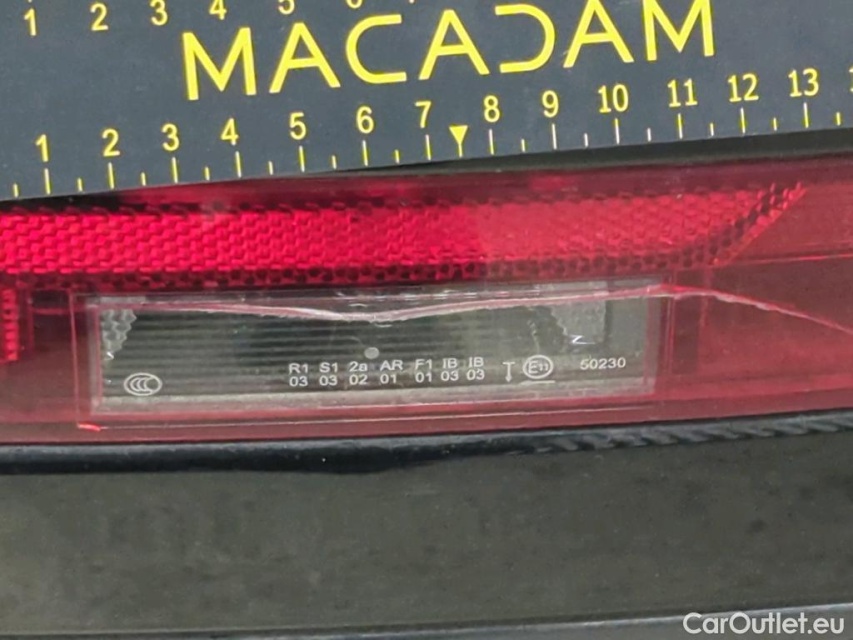 1 2 3 4 5
MACADAM
1 2 3 4 5 6 7 8 9 10 11 12 13
R1 S1 2a AR F1 IB IB
03 03 02 01 01 03 03
CCC
E11
50230
CarOutlet.eu